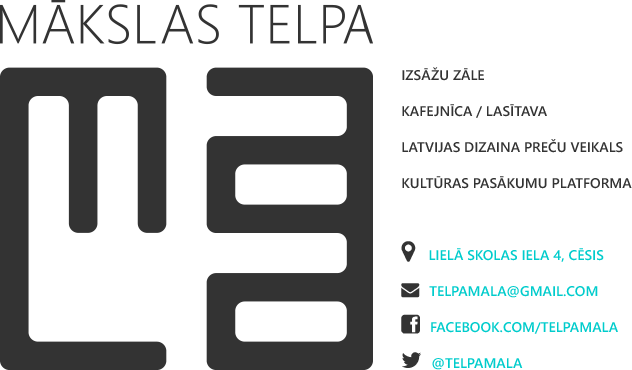 MĀKSLAS TELPA
MALA
IZSĀŽU ZĀLE
KAFEJNĪCA / LASĪTAVA
LATVIJAS DIZAINA PREČU VEIKALS
KULTŪRAS PASĀKUMU PLATFORMA
LIELĀ SKOLAS IELA 4, CĒSIS
TELPAMALA@GMAIL.COM
FACEBOOK.COM/TELPAMALA
@TELPAMALA